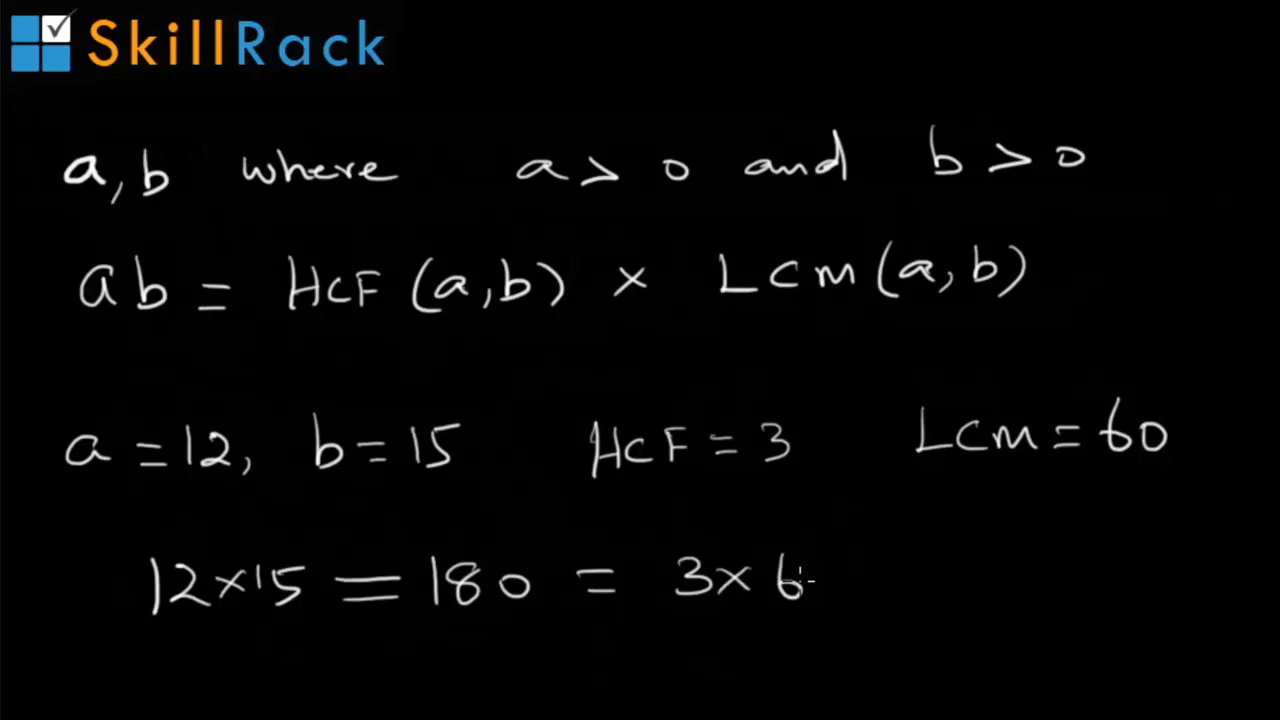 SkillRack
a, b where a > 0 and b > 0
ab = HCF (a, b) × LCM (a, b)
a = 12, b = 15 HCF = 3 LCM = 60
12 × 15 = 180 = 3 × 6